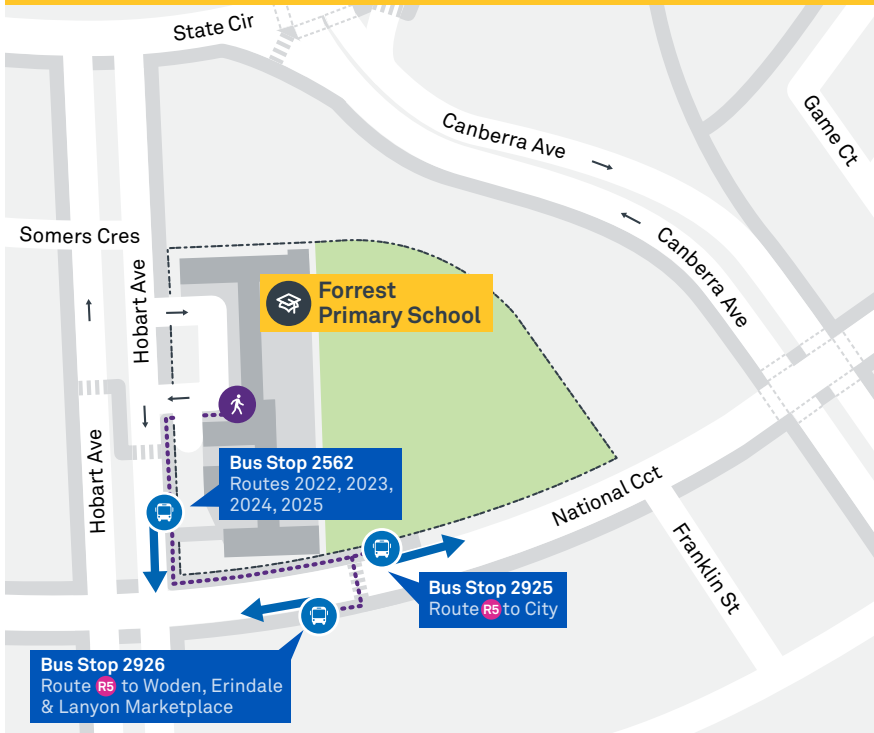 State Cir
Canberra Ave
Game Ct
Somers Cres
Canberra Ave
Hobart Ave
Forrest
Primary School
Hobart Ave
Bus Stop 2562
Routes 2022, 2023,
2024, 2025
National Cct
Franklin St
Bus Stop 2925
Route R5 to City
Bus Stop 2926
Route R5 to Woden, Erindale
& Lanyon Marketplace